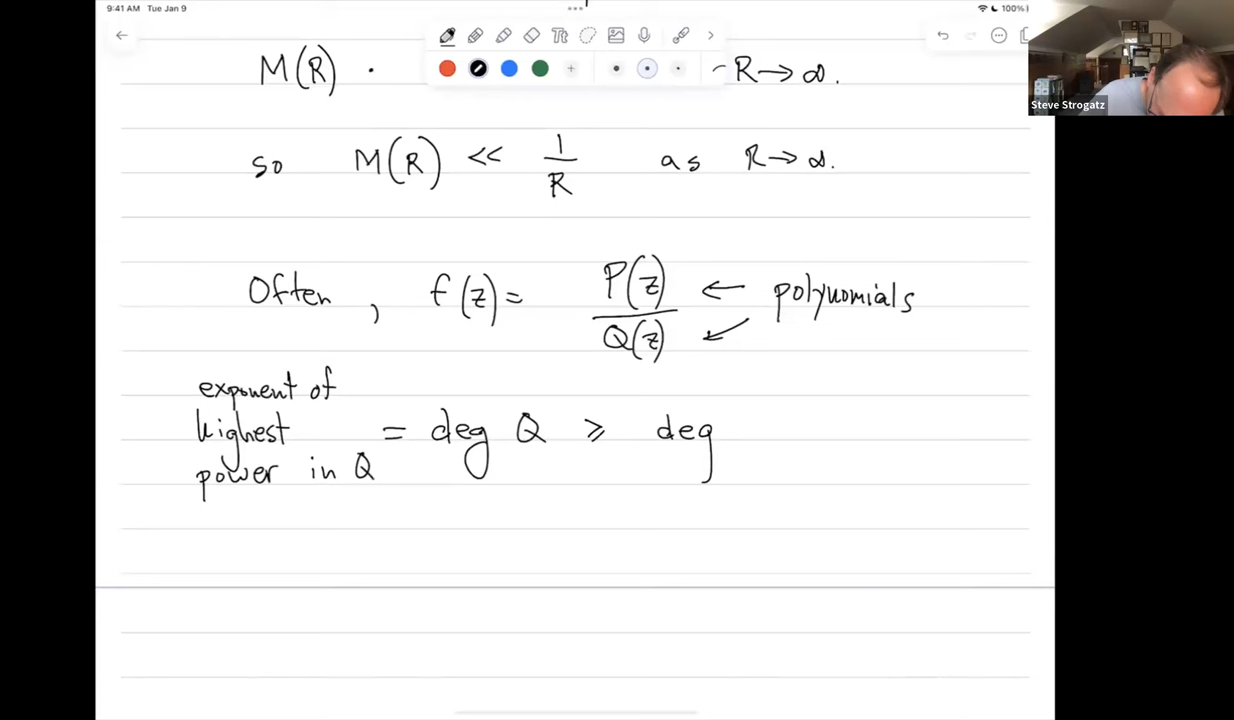 9:41 AM Tue Jan 9
100%
M(R) · R → ∞.
Steve Strogatz
so M(R) << 1/R as R → ∞.
Often, f(z) = P(z)/Q(z) ← polynomials
exponent of
highest = deg Q ≥ deg
power in Q